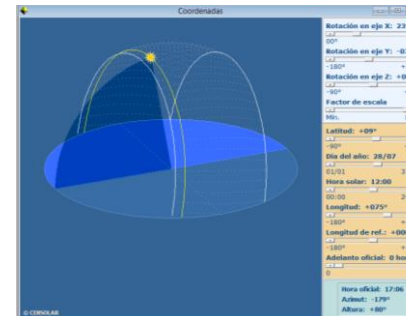 Coordenadas
Rotación en eje X: 23
00°
Rotación en eje Y: -0
-180°
Rotación en eje Z: +0
-90°
Factor de escala
Min.
Latitud: +09°
-90°
Día del año: 28/07
01/01
Hora solar: 12:00
00:00
Longitud: +075°
-180°
Longitud de ref.: +00
-180°
Adelanto oficial: 0 ho
0
Hora oficial: 17:06
Azimut: -179°
Altura: +80°
© CENSOLAR